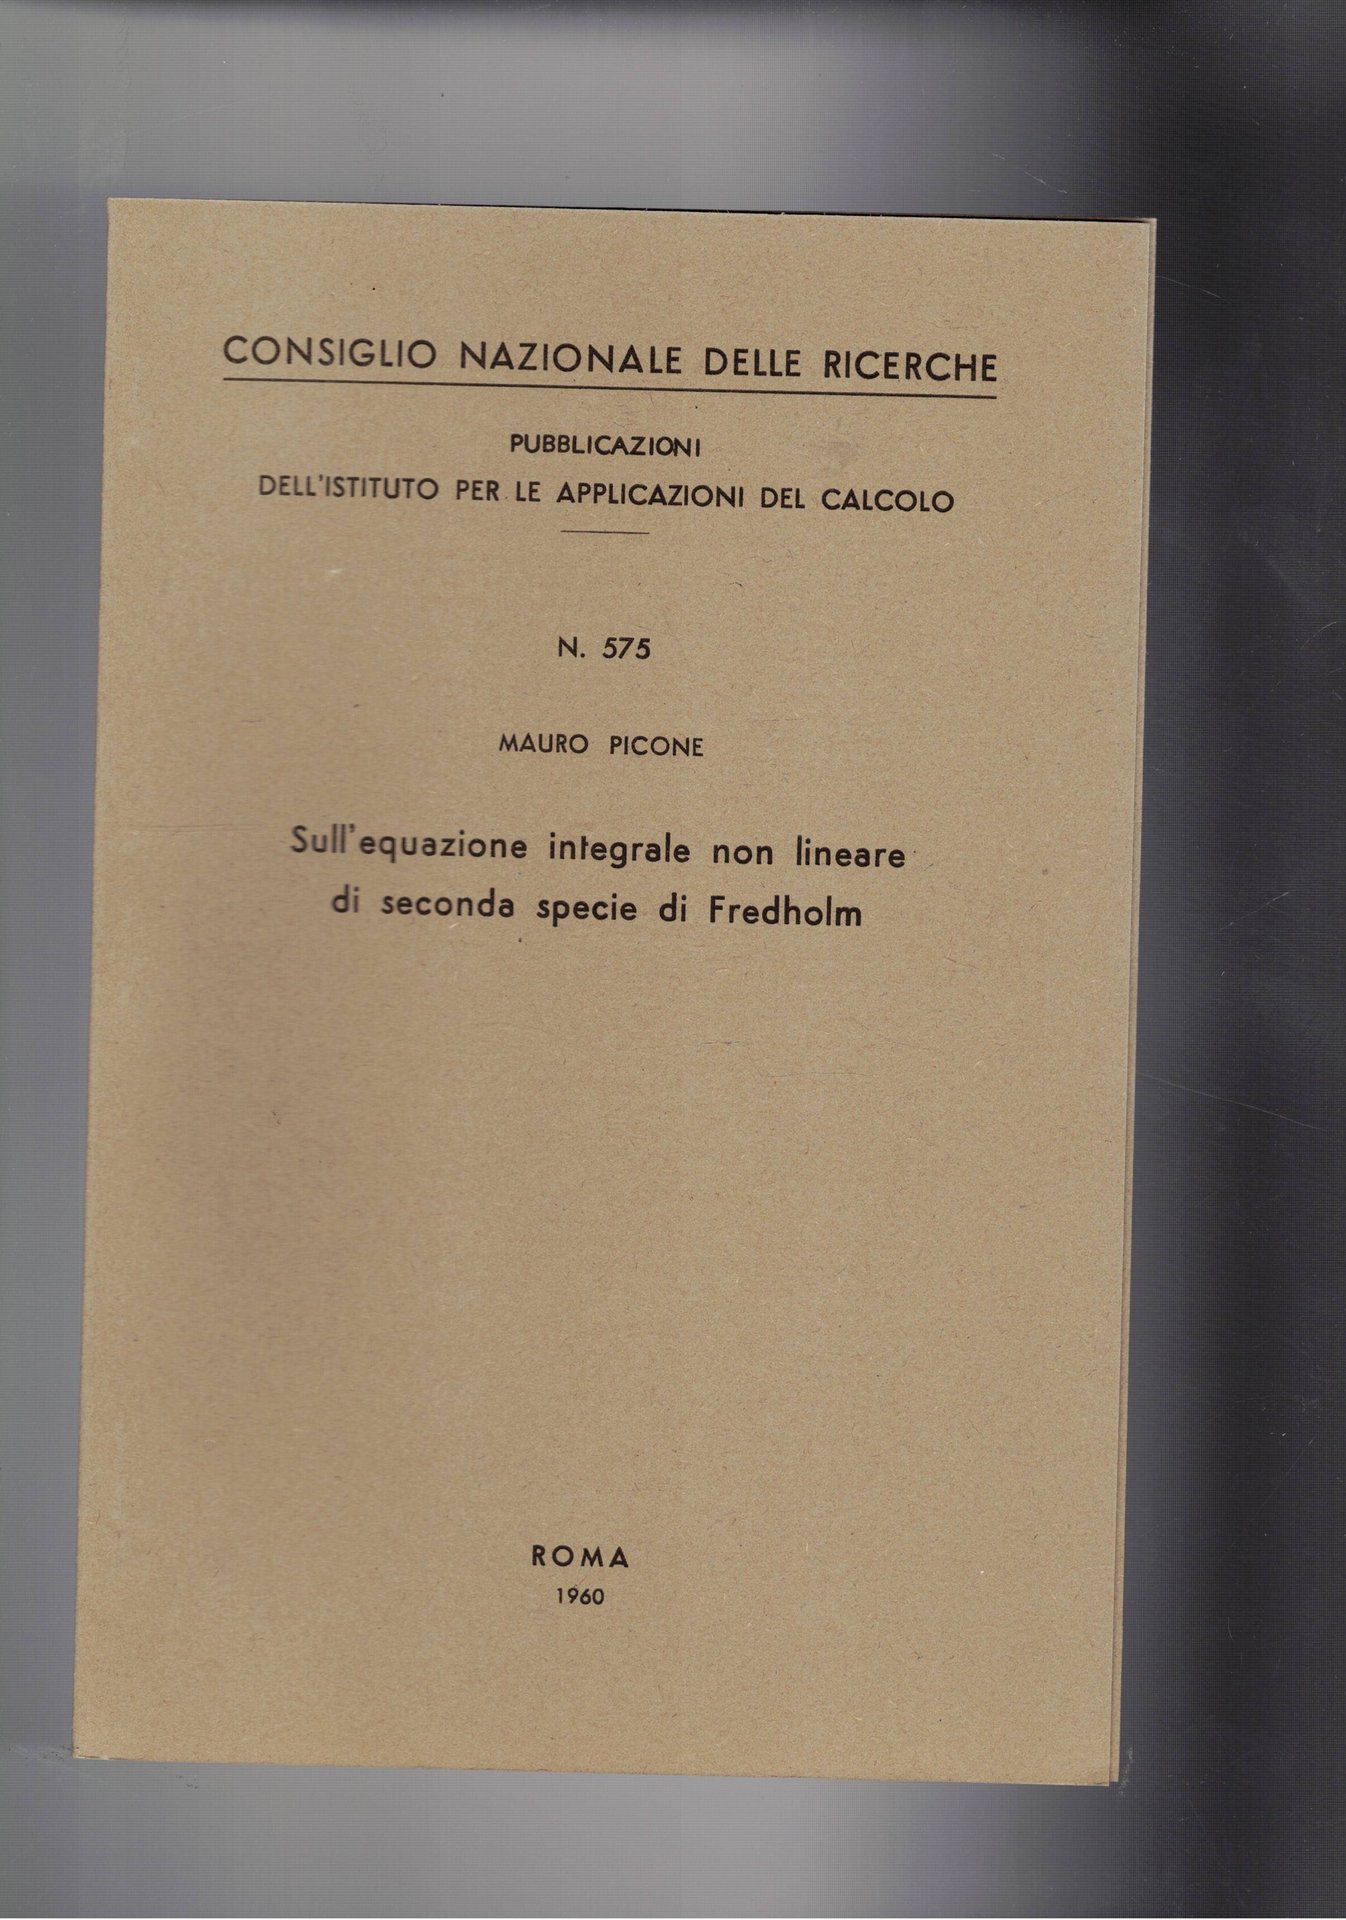 CONSIGLIO NAZIONALE DELLE RICERCHE
PUBBLICAZIONI
DELL'ISTITUTO PER LE APPLICAZIONI DEL CALCOLO
N. 575
MAURO PICONE
Sull'equazione integrale non lineare
di seconda specie di Fredholm
ROMA
1960